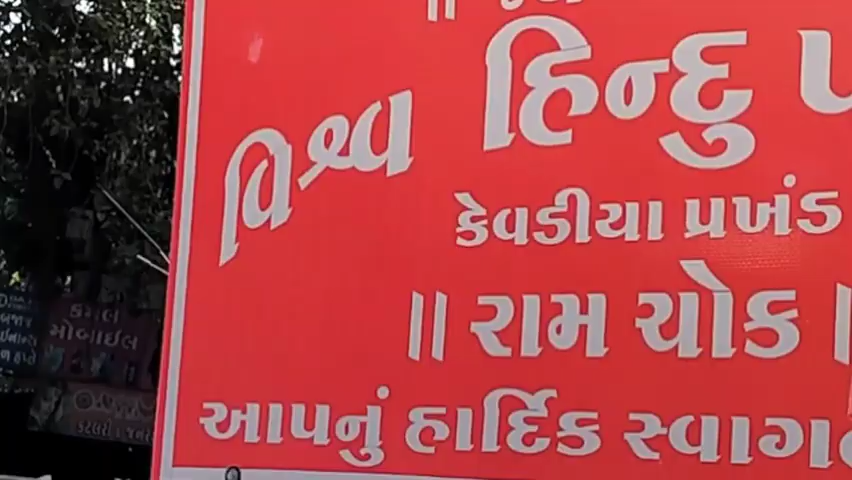 વિશ્વ હિન્દુ
કેવડીયા પ્રખંડ
॥ રામ ચોક
આપનું હાર્દિક
કમલ
મોબાઈલ